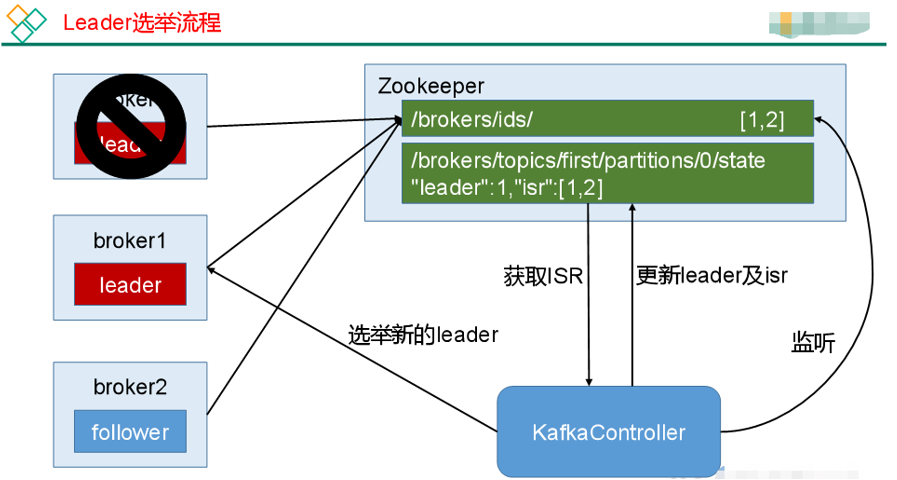 Leader选举流程
Zookeeper
/brokers/ids/ [1,2]
/brokers/topics/first/partitions/0/state
"leader":1,"isr":[1,2]
broker1
leader
获取ISR
更新leader及isr
选举新的leader
监听
broker2
follower
KafkaController